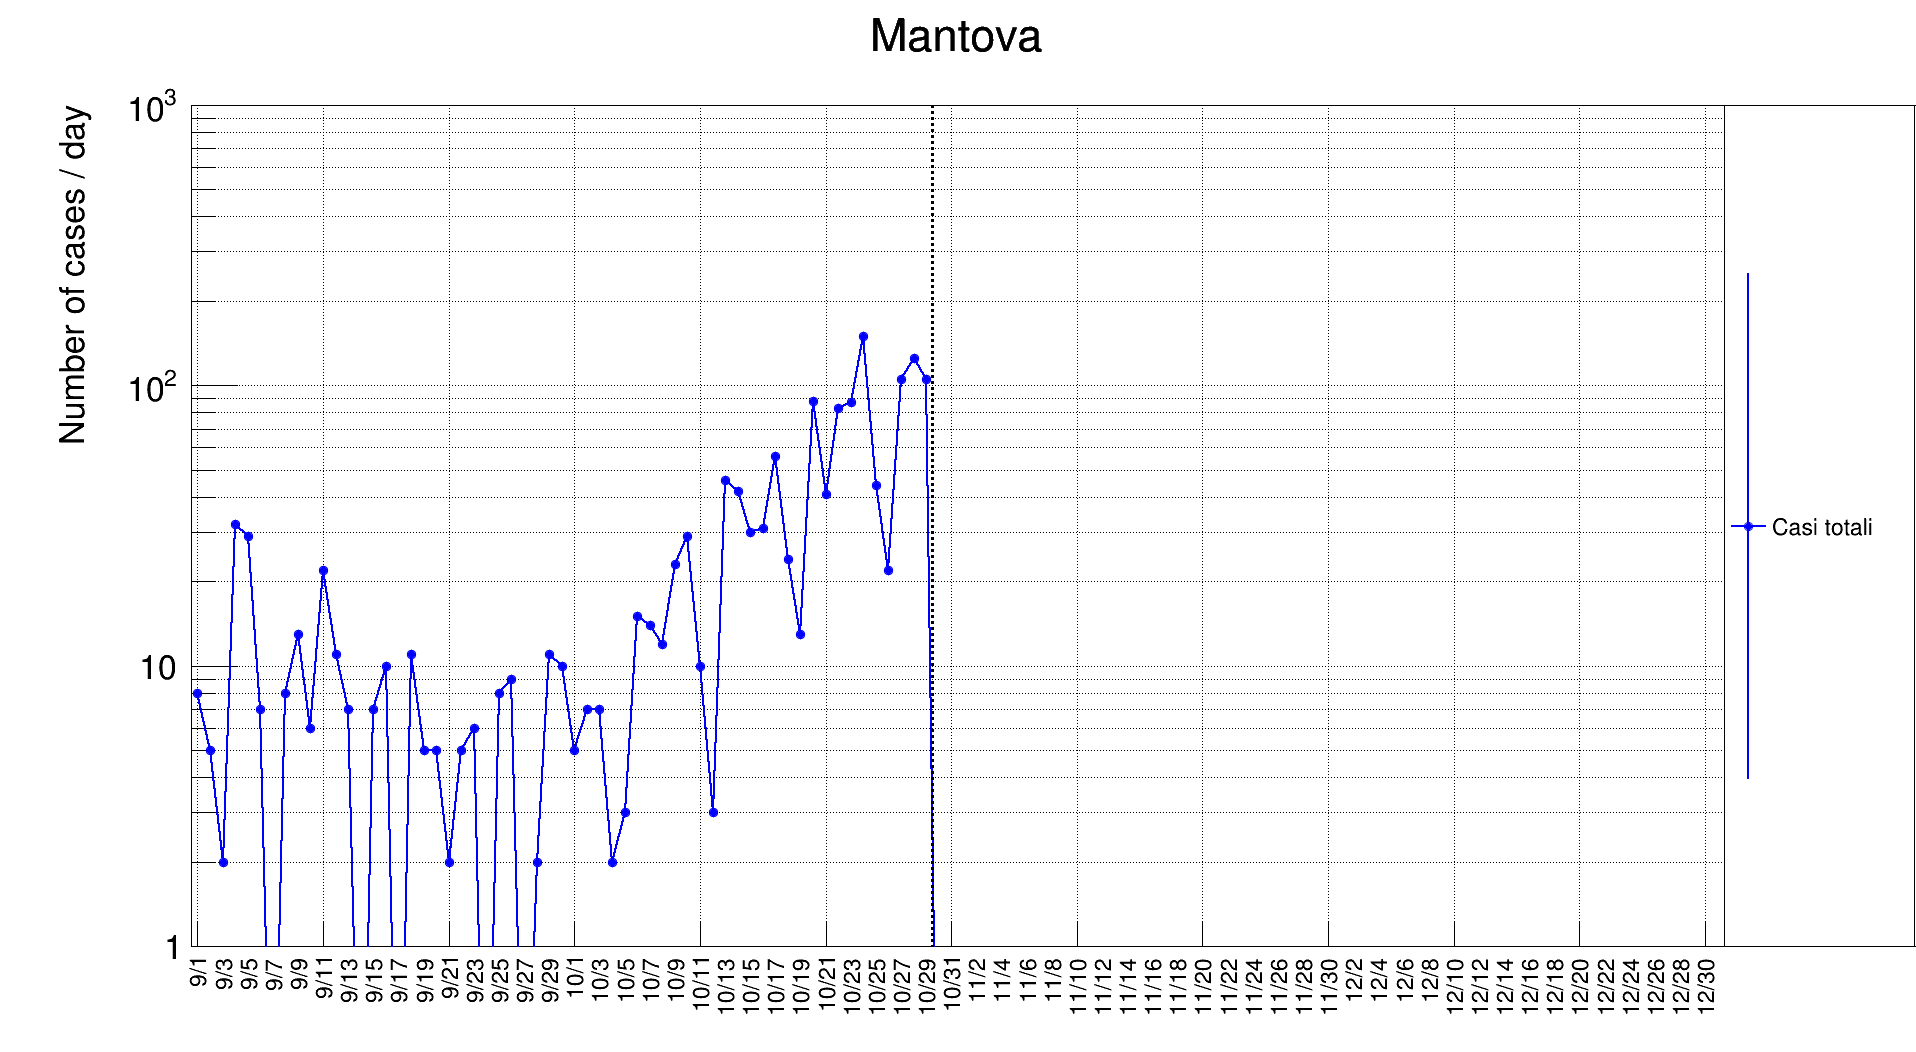 Mantova
Number of cases / day
10³
10²
10
1
9/1 9/3 9/5 9/7 9/9 9/11 9/13 9/15 9/17 9/19 9/21 9/23 9/25 9/27 9/29 10/1 10/3 10/5 10/7 10/9 10/11 10/13 10/15 10/17 10/19 10/21 10/23 10/25 10/27 10/29 10/31 11/2 11/4 11/6 11/8 11/10 11/12 11/14 11/16 11/18 11/20 11/22 11/24 11/26 11/28 11/30 12/2 12/4 12/6 12/8 12/10 12/12 12/14 12/16 12/18 12/20 12/22 12/24 12/26 12/28 12/30
Casi totali